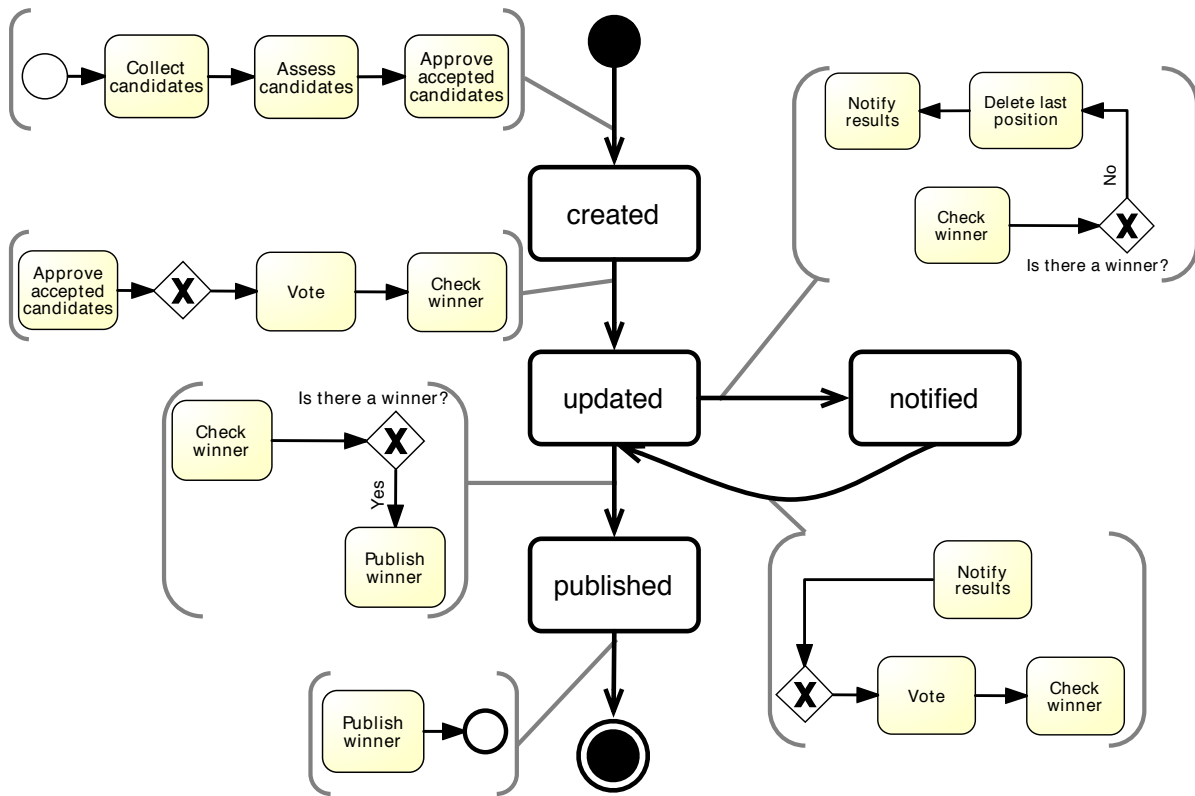 Collect
candidates
Assess
candidates
Approve
accepted
candidates
Notify
results
Delete last
position
No
Check
winner
X
Is there a winner?
created
Approve
accepted
candidates
X
Vote
Check
winner
updated
notified
Is there a winner?
Check
winner
X
Yes
Publish
winner
published
Notify
results
X
Vote
Check
winner
Publish
winner